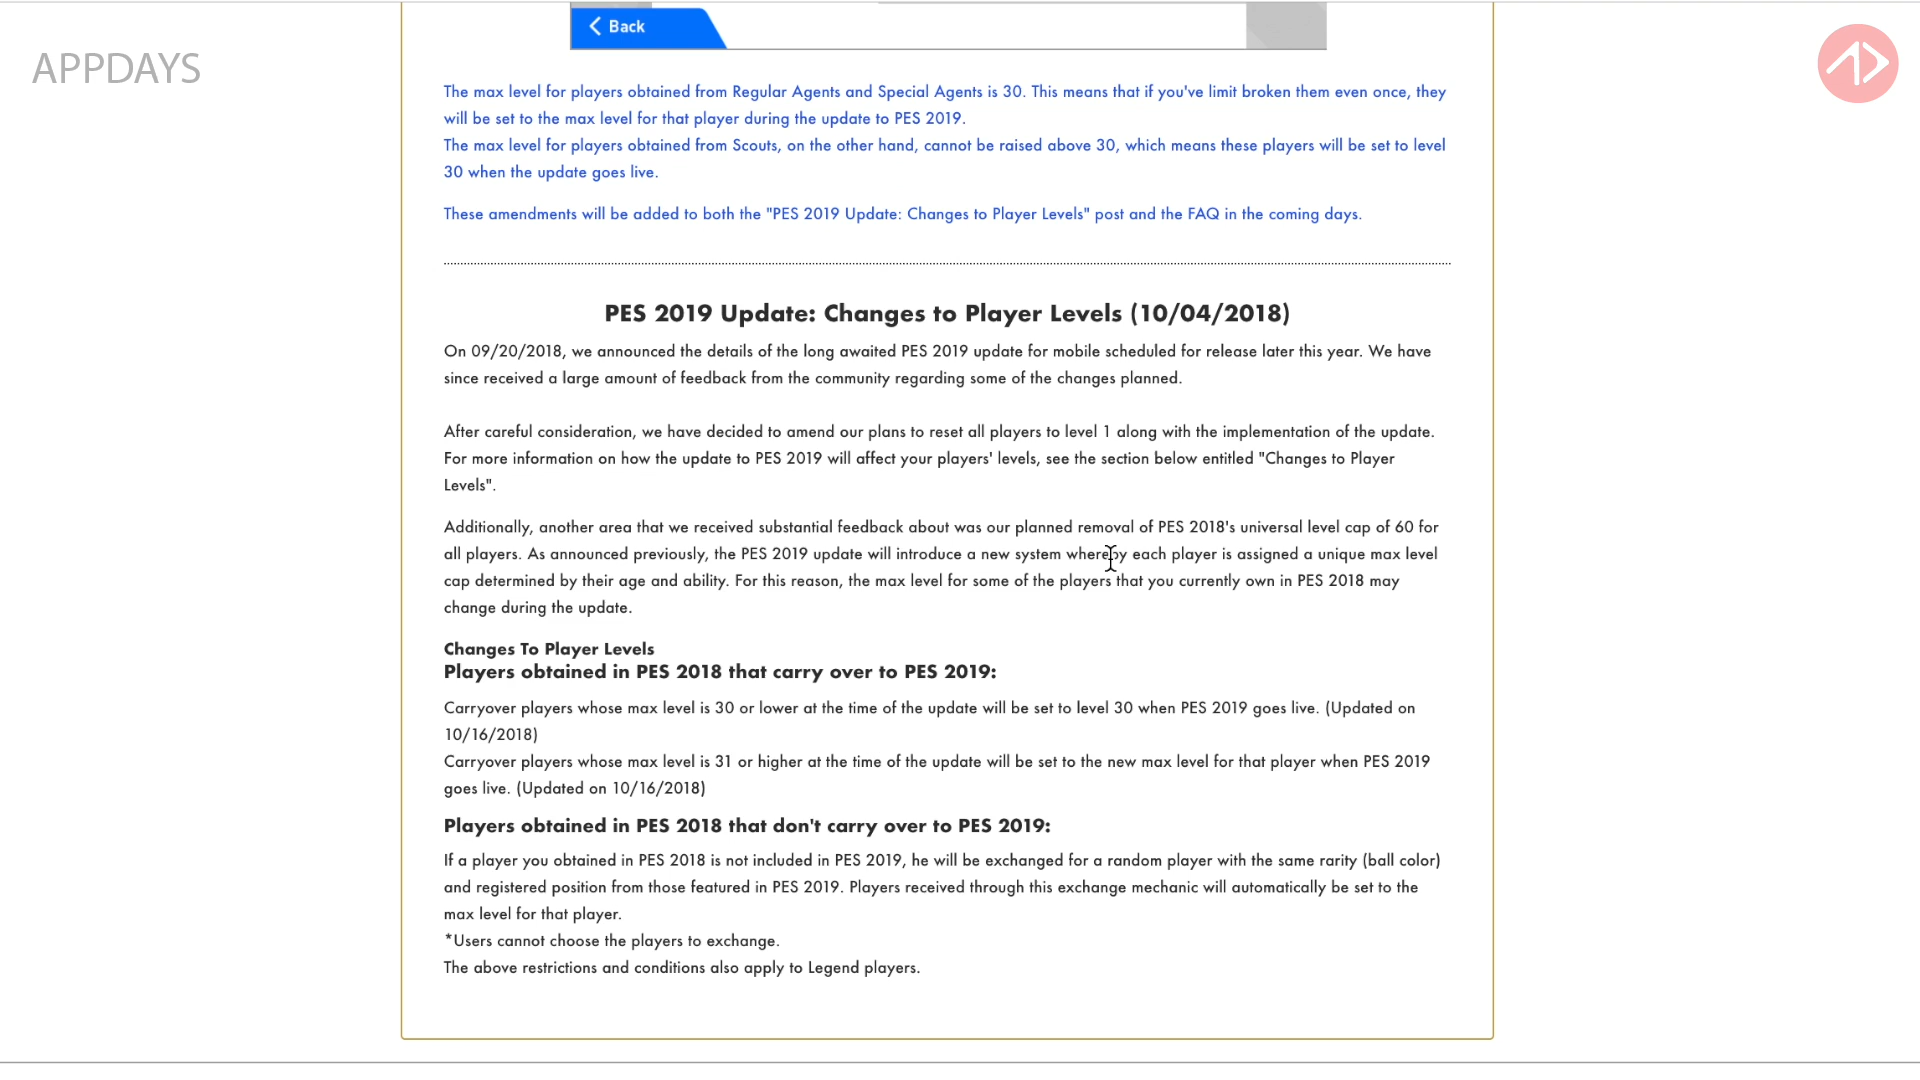 Back
APPDAYS
The max level for players obtained from Regular Agents and Special Agents is 30. This means that if you've limit broken them even once, they
will be set to the max level for that player during the update to PES 2019.
The max level for players obtained from Scouts, on the other hand, cannot be raised above 30, which means these players will be set to level
30 when the update goes live.
These amendments will be added to both the "PES 2019 Update: Changes to Player Levels" post and the FAQ in the coming days.
PES 2019 Update: Changes to Player Levels (10/04/2018)
On 09/20/2018, we announced the details of the long awaited PES 2019 update for mobile scheduled for release later this year. We have
since received a large amount of feedback from the community regarding some of the changes planned.
After careful consideration, we have decided to amend our plans to reset all players to level 1 along with the implementation of the update.
For more information on how the update to PES 2019 will affect your players' levels, see the section below entitled "Changes to Player
Levels".
Additionally, another area that we received substantial feedback about was our planned removal of PES 2018's universal level cap of 60 for
all players. As announced previously, the PES 2019 update will introduce a new system whereby each player is assigned a unique max level
cap determined by their age and ability. For this reason, the max level for some of the players that you currently own in PES 2018 may
change during the update.
Changes To Player Levels
Players obtained in PES 2018 that carry over to PES 2019:
Carryover players whose max level is 30 or lower at the time of the update will be set to level 30 when PES 2019 goes live. (Updated on
10/16/2018)
Carryover players whose max level is 31 or higher at the time of the update will be set to the new max level for that player when PES 2019
goes live. (Updated on 10/16/2018)
Players obtained in PES 2018 that don't carry over to PES 2019:
If a player you obtained in PES 2018 is not included in PES 2019, he will be exchanged for a random player with the same rarity (ball color)
and registered position from those featured in PES 2019. Players received through this exchange mechanic will automatically be set to the
max level for that player.
*Users cannot choose the players to exchange.
The above restrictions and conditions also apply to Legend players.